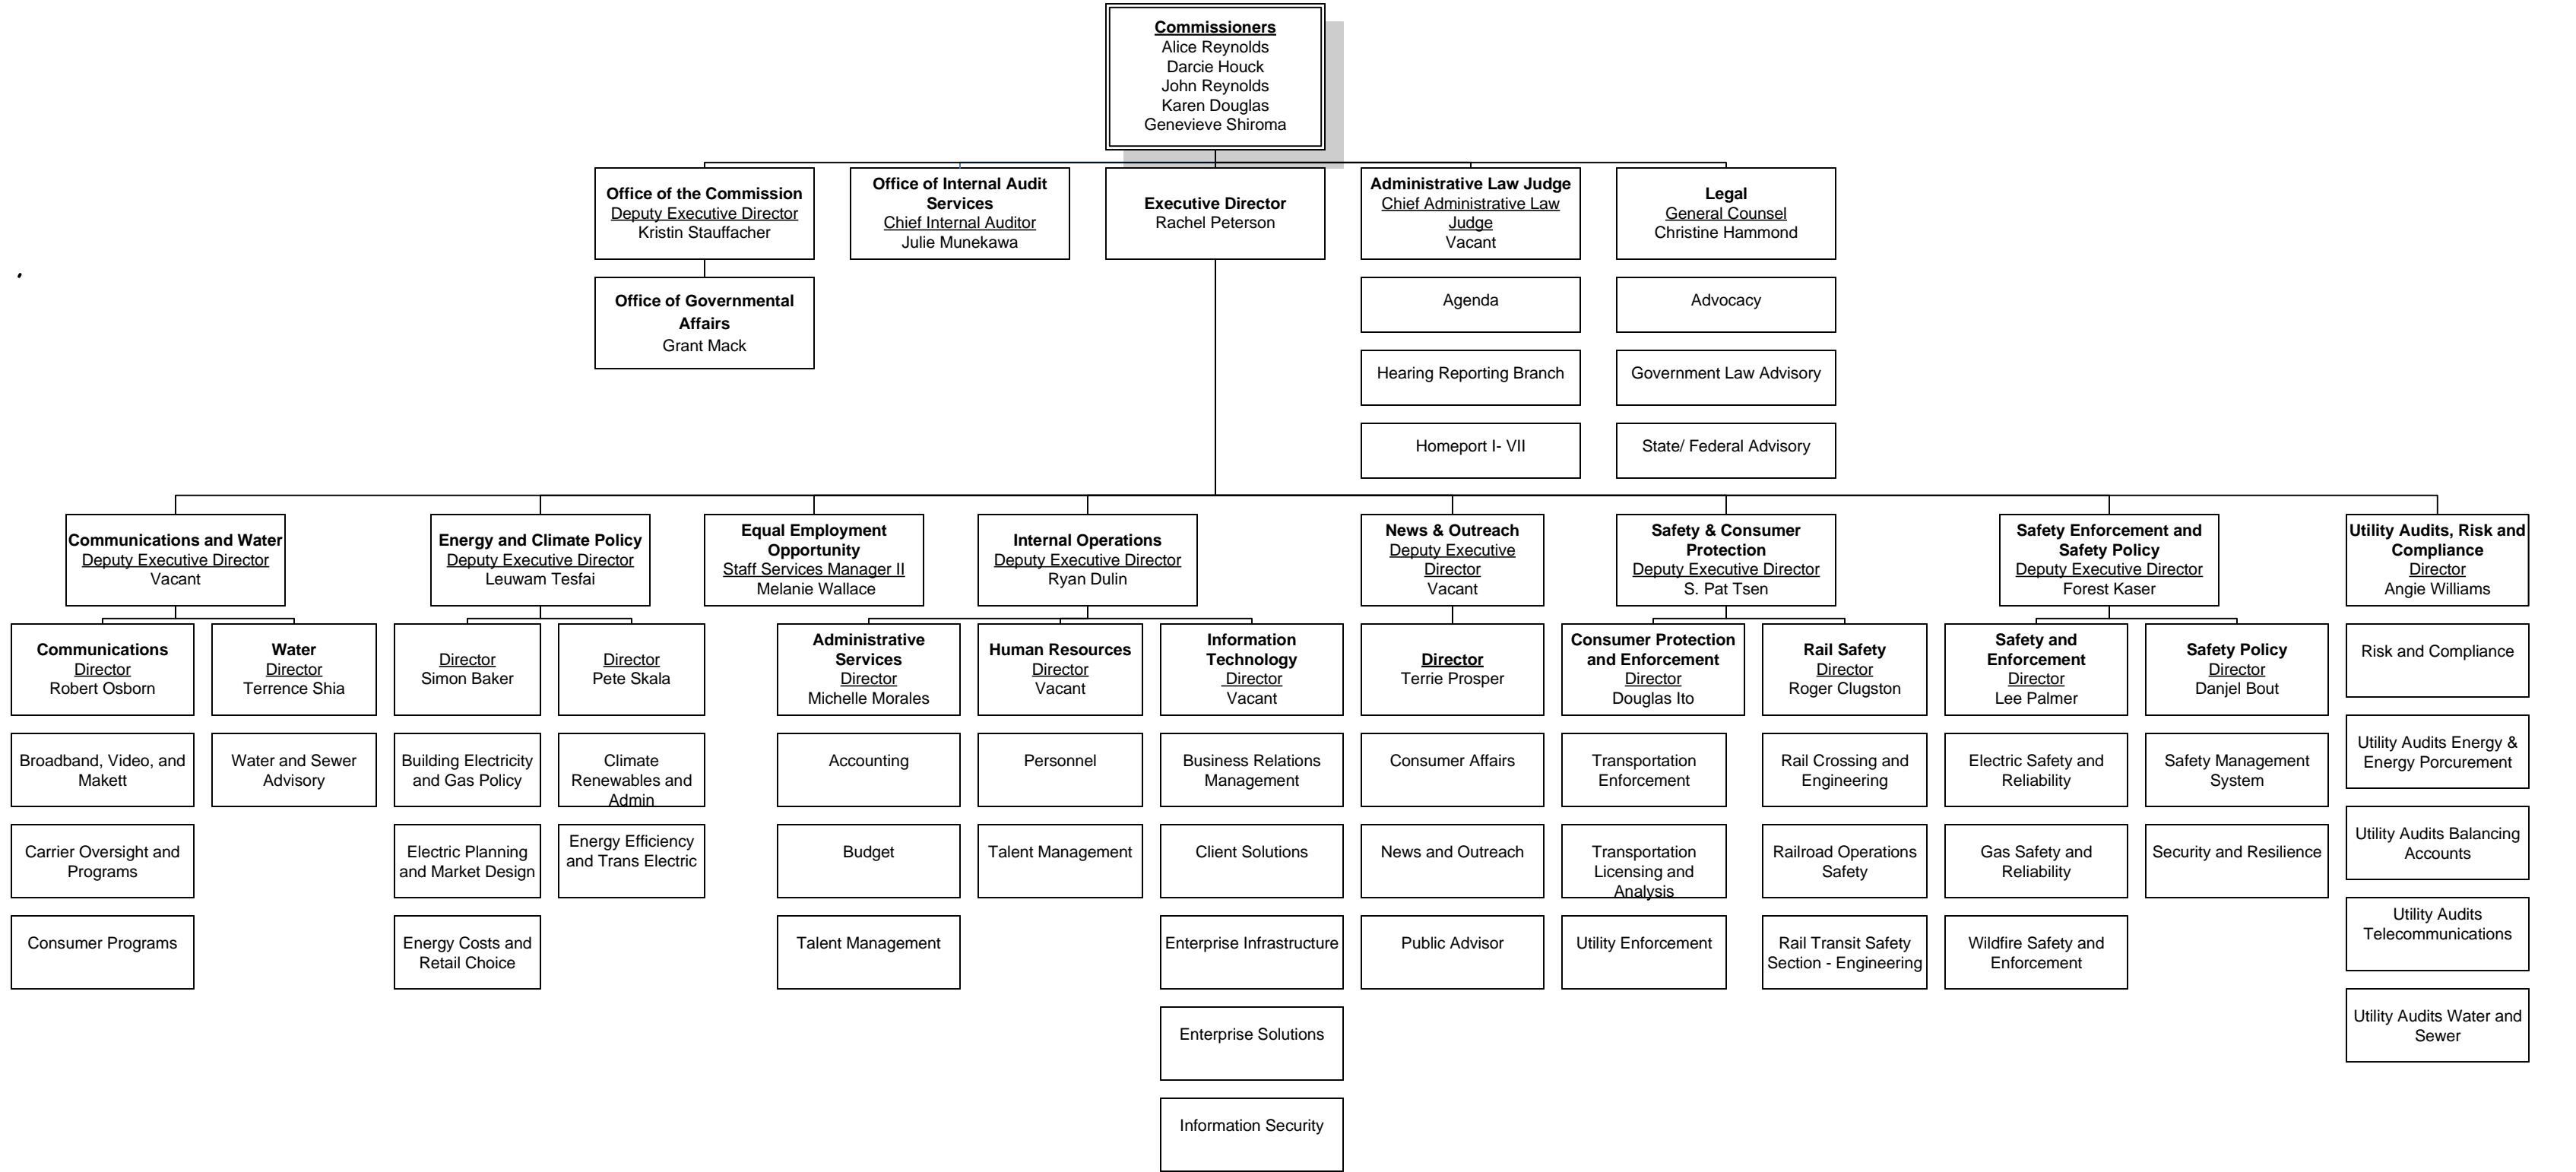 Commissioners
Alice Reynolds
Darcie Houck
John Reynolds
Karen Douglas
Genevieve Shiroma
Office of the Commission
Deputy Executive Director
Kristin Stauffacher
Office of Internal Audit
Services
Chief Internal Auditor
Julie Munekawa
Executive Director
Rachel Peterson
Administrative Law Judge
Chief Administrative Law
Judge
Vacant
Legal
General Counsel
Christine Hammond
Office of Governmental
Affairs
Grant Mack
Agenda
Advocacy
Hearing Reporting Branch
Government Law Advisory
Homeport I- VII
State/ Federal Advisory
Communications and Water
Deputy Executive Director
Vacant
Energy and Climate Policy
Deputy Executive Director
Leuwam Tesfai
Equal Employment
Opportunity
Staff Services Manager II
Melanie Wallace
Internal Operations
Deputy Executive Director
Ryan Dulin
News & Outreach
Deputy Executive
Director
Vacant
Safety & Consumer
Protection
Deputy Executive Director
S. Pat Tsen
Safety Enforcement and
Safety Policy
Deputy Executive Director
Forest Kaser
Utility Audits, Risk and
Compliance
Director
Angie Williams
Communications
Director
Robert Osborn
Water
Director
Terrence Shia
Director
Simon Baker
Director
Pete Skala
Administrative
Services
Director
Michelle Morales
Human Resources
Director
Vacant
Information
Technology
Director
Vacant
Director
Terrie Prosper
Consumer Protection
and Enforcement
Director
Douglas Ito
Rail Safety
Director
Roger Clugston
Safety and
Enforcement
Director
Lee Palmer
Safety Policy
Director
Danjel Bout
Risk and Compliance
Broadband, Video, and
Makett
Water and Sewer
Advisory
Building Electricity
and Gas Policy
Climate
Renewables and
Admin
Accounting
Personnel
Business Relations
Management
Consumer Affairs
Transportation
Enforcement
Rail Crossing and
Engineering
Electric Safety and
Reliability
Safety Management
System
Utility Audits Energy &
Energy Porcurement
Carrier Oversight and
Programs
Electric Planning
and Market Design
Energy Efficiency
and Trans Electric
Budget
Talent Management
Client Solutions
News and Outreach
Transportation
Licensing and
Analysis
Railroad Operations
Safety
Gas Safety and
Reliability
Security and Resilience
Utility Audits Balancing
Accounts
Consumer Programs
Energy Costs and
Retail Choice
Talent Management
Enterprise Infrastructure
Public Advisor
Utility Enforcement
Rail Transit Safety
Section - Engineering
Wildfire Safety and
Enforcement
Utility Audits
Telecommunications
Enterprise Solutions
Utility Audits Water and
Sewer
Information Security